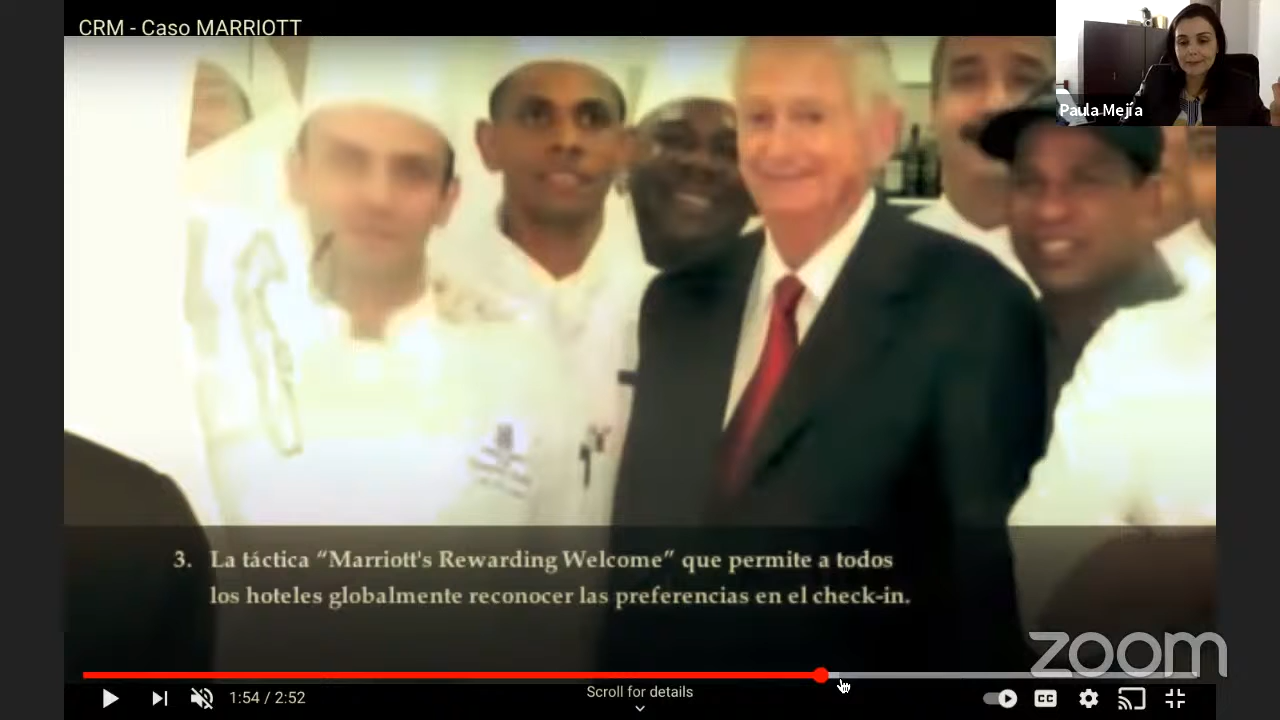 CRM - Caso MARRIOTT
Paula Mejía
3. La táctica “Marriott's Rewarding Welcome” que permite a todos
los hoteles globalmente reconocer las preferencias en el check-in.
zoom
1:54 / 2:52
Scroll for details
CC